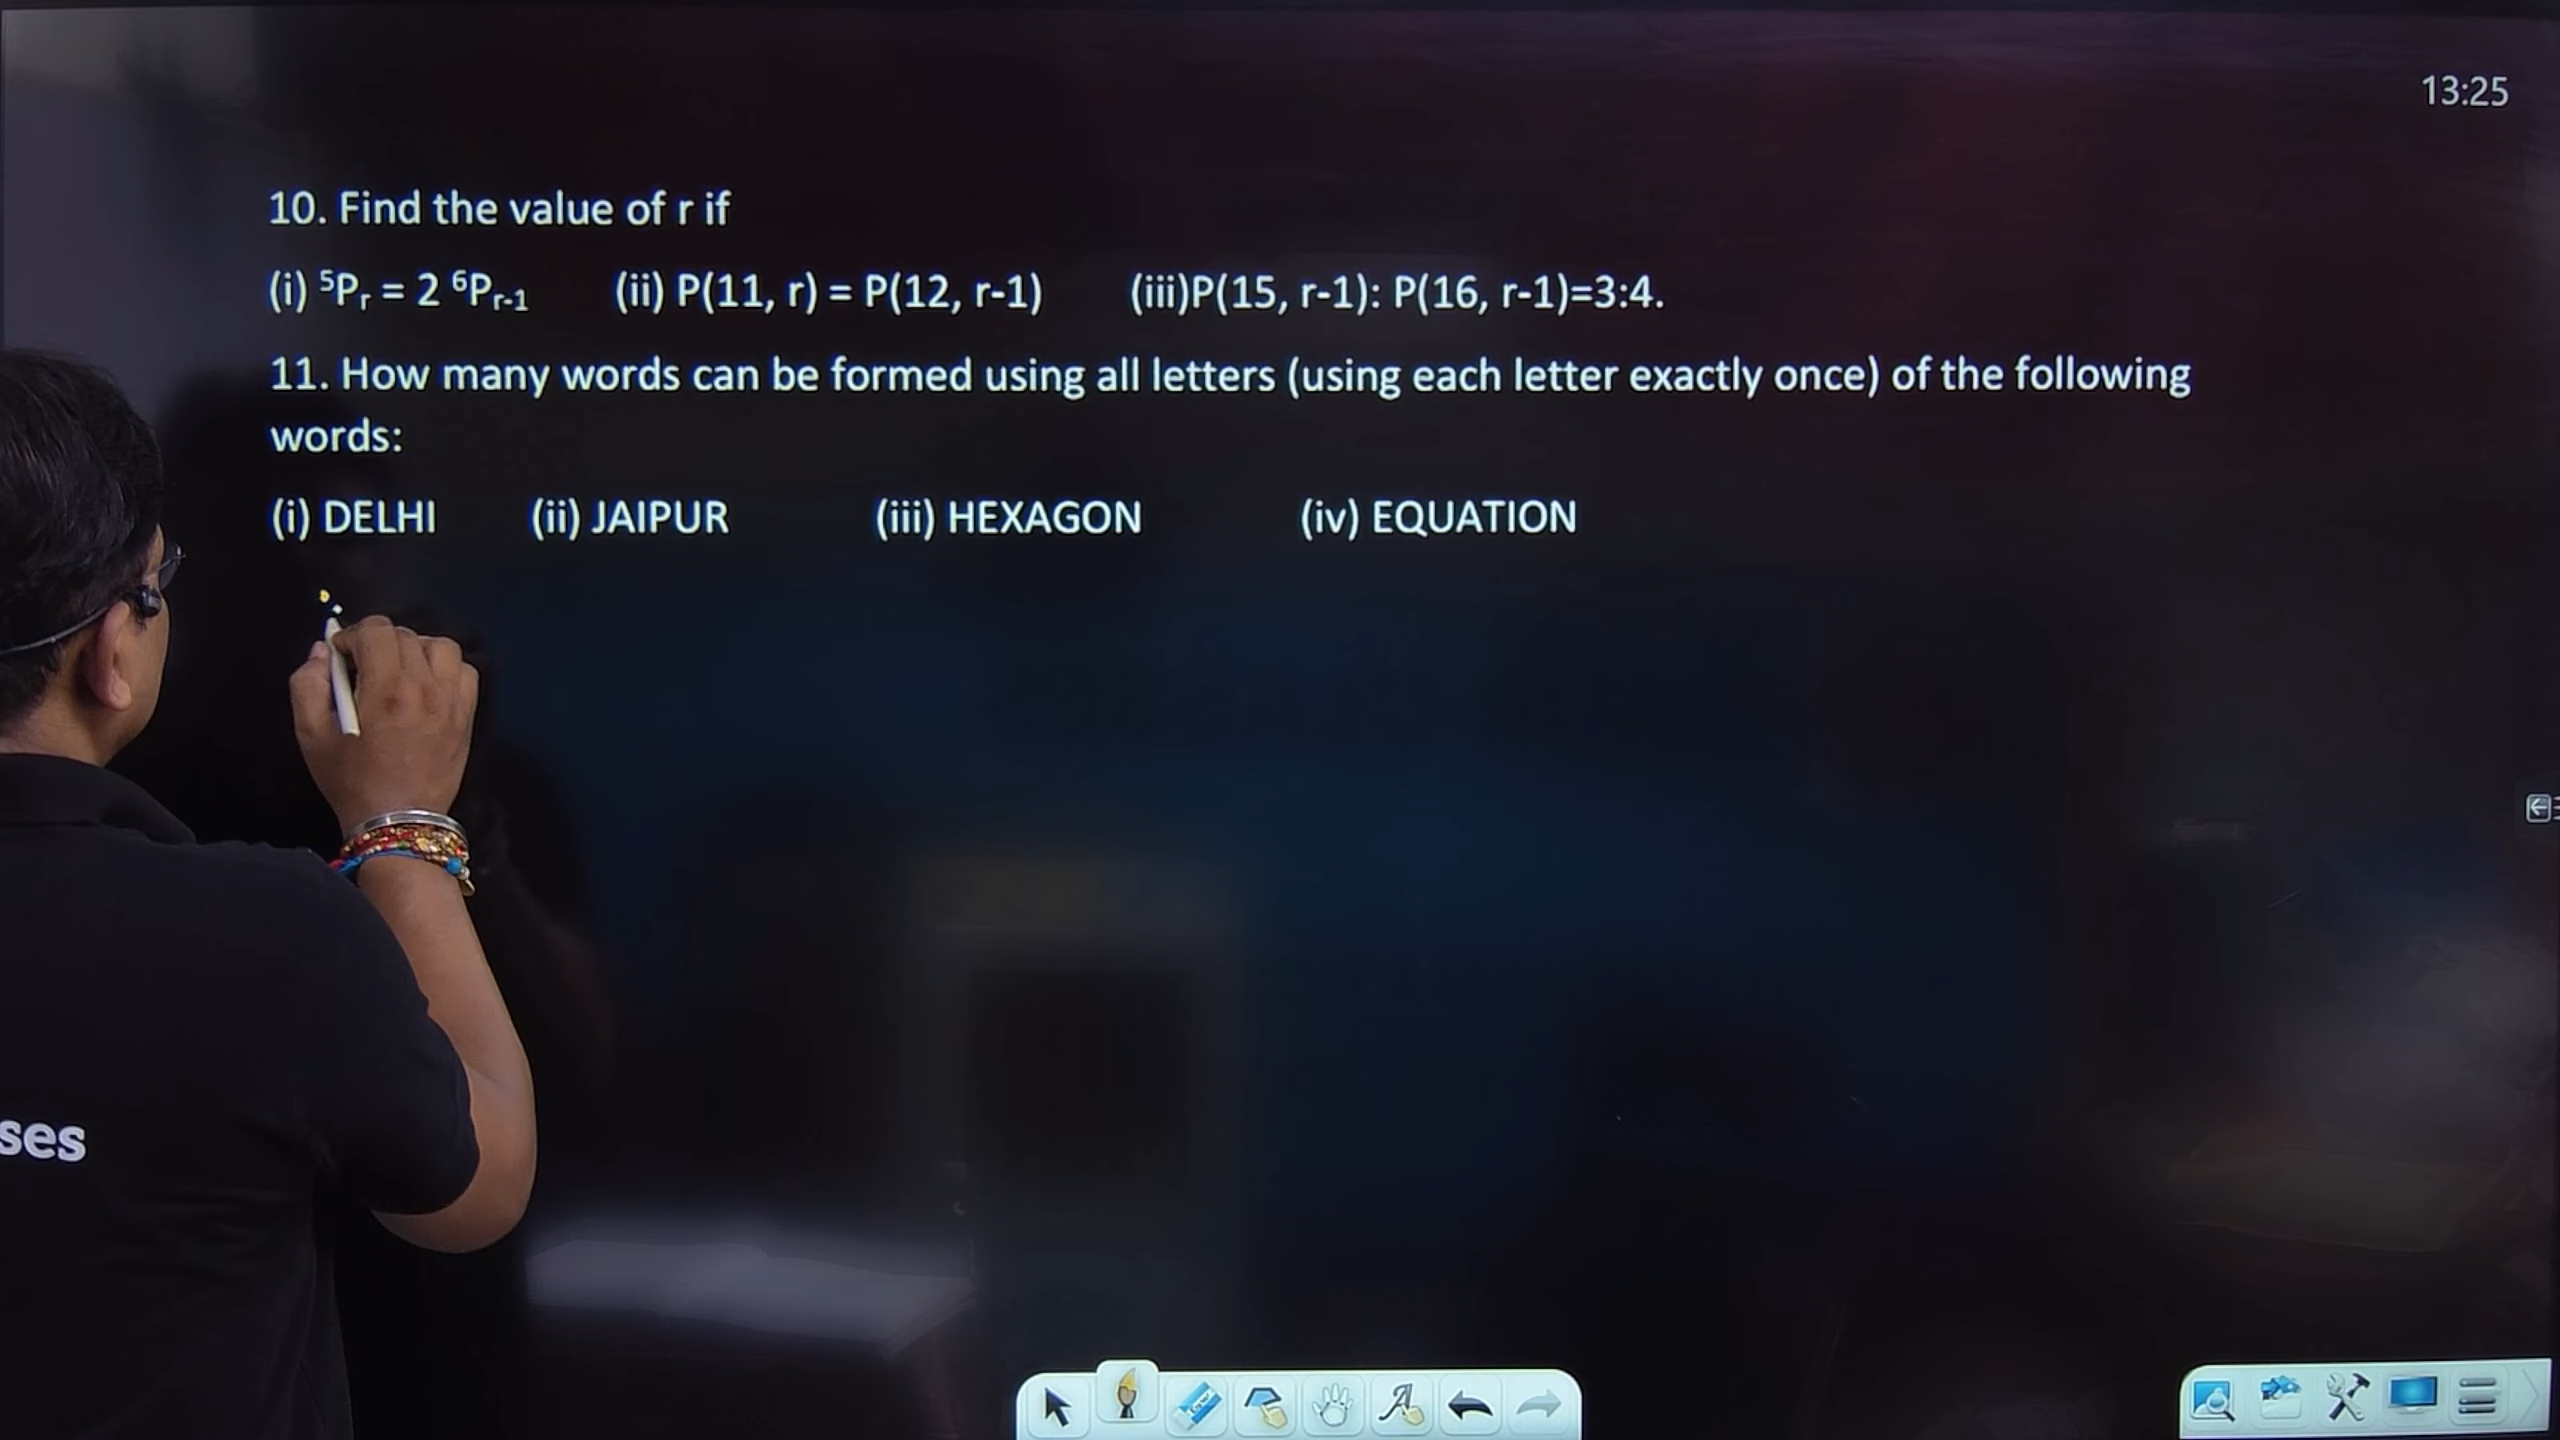 13:25
10. Find the value of r if
(i) ⁵Pᵣ = 2 ⁶Pᵣ₋₁ (ii) P(11, r) = P(12, r-1) (iii)P(15, r-1): P(16, r-1)=3:4.
11. How many words can be formed using all letters (using each letter exactly once) of the following
words:
(i) DELHI (ii) JAIPUR (iii) HEXAGON (iv) EQUATION
ses